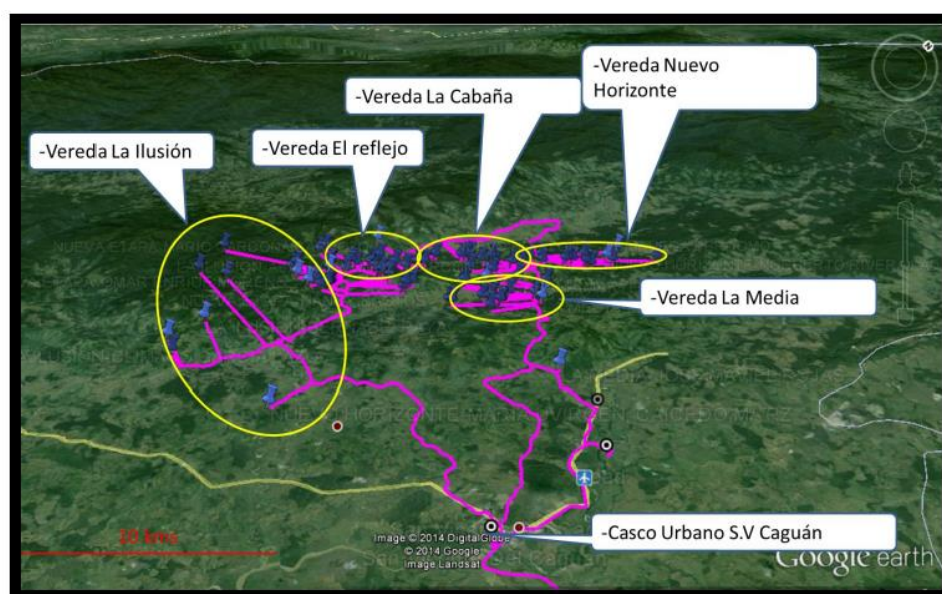 -Vereda Nuevo
Horizonte
-Vereda La Cabaña
-Vereda La Ilusión
-Vereda El reflejo
-Vereda La Media
-Casco Urbano S.V Caguán
10 kms
Image © 2014 DigitalGlobe
© 2014 Google
Image Landsat
Google earth